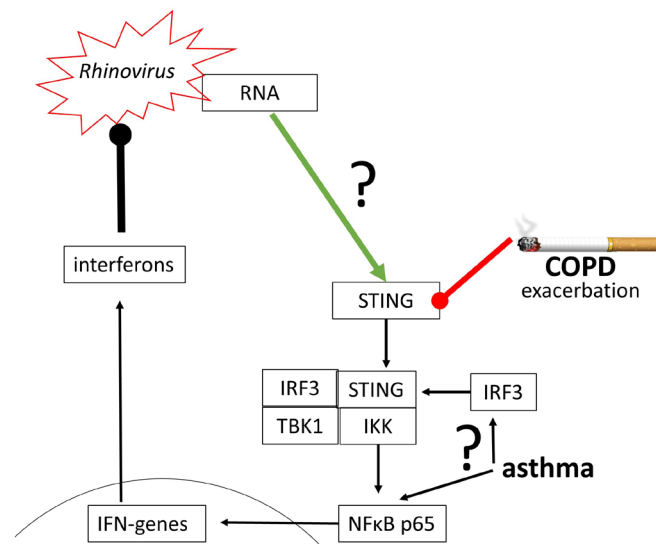 Rhinovirus
RNA
?
interferons
COPD
exacerbation
STING
IRF3
STING
IRF3
TBK1
IKK
?
asthma
IFN-genes
NFκB p65